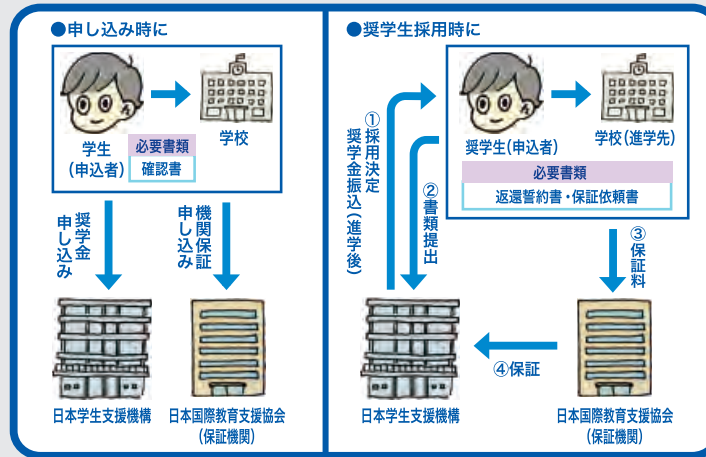 ●申し込み時に
学生
(申込者)
必要書類
確認書
学校
奨学金
申し込み
機関保証
申し込み
日本学生支援機構
日本国際教育支援協会
(保証機関)
●奨学生採用時に
①採用決定
奨学金振込(進学後)
②書類提出
奨学生(申込者)
学校(進学先)
必要書類
返還誓約書・保証依頼書
③保証料
④保証
日本学生支援機構
日本国際教育支援協会
(保証機関)